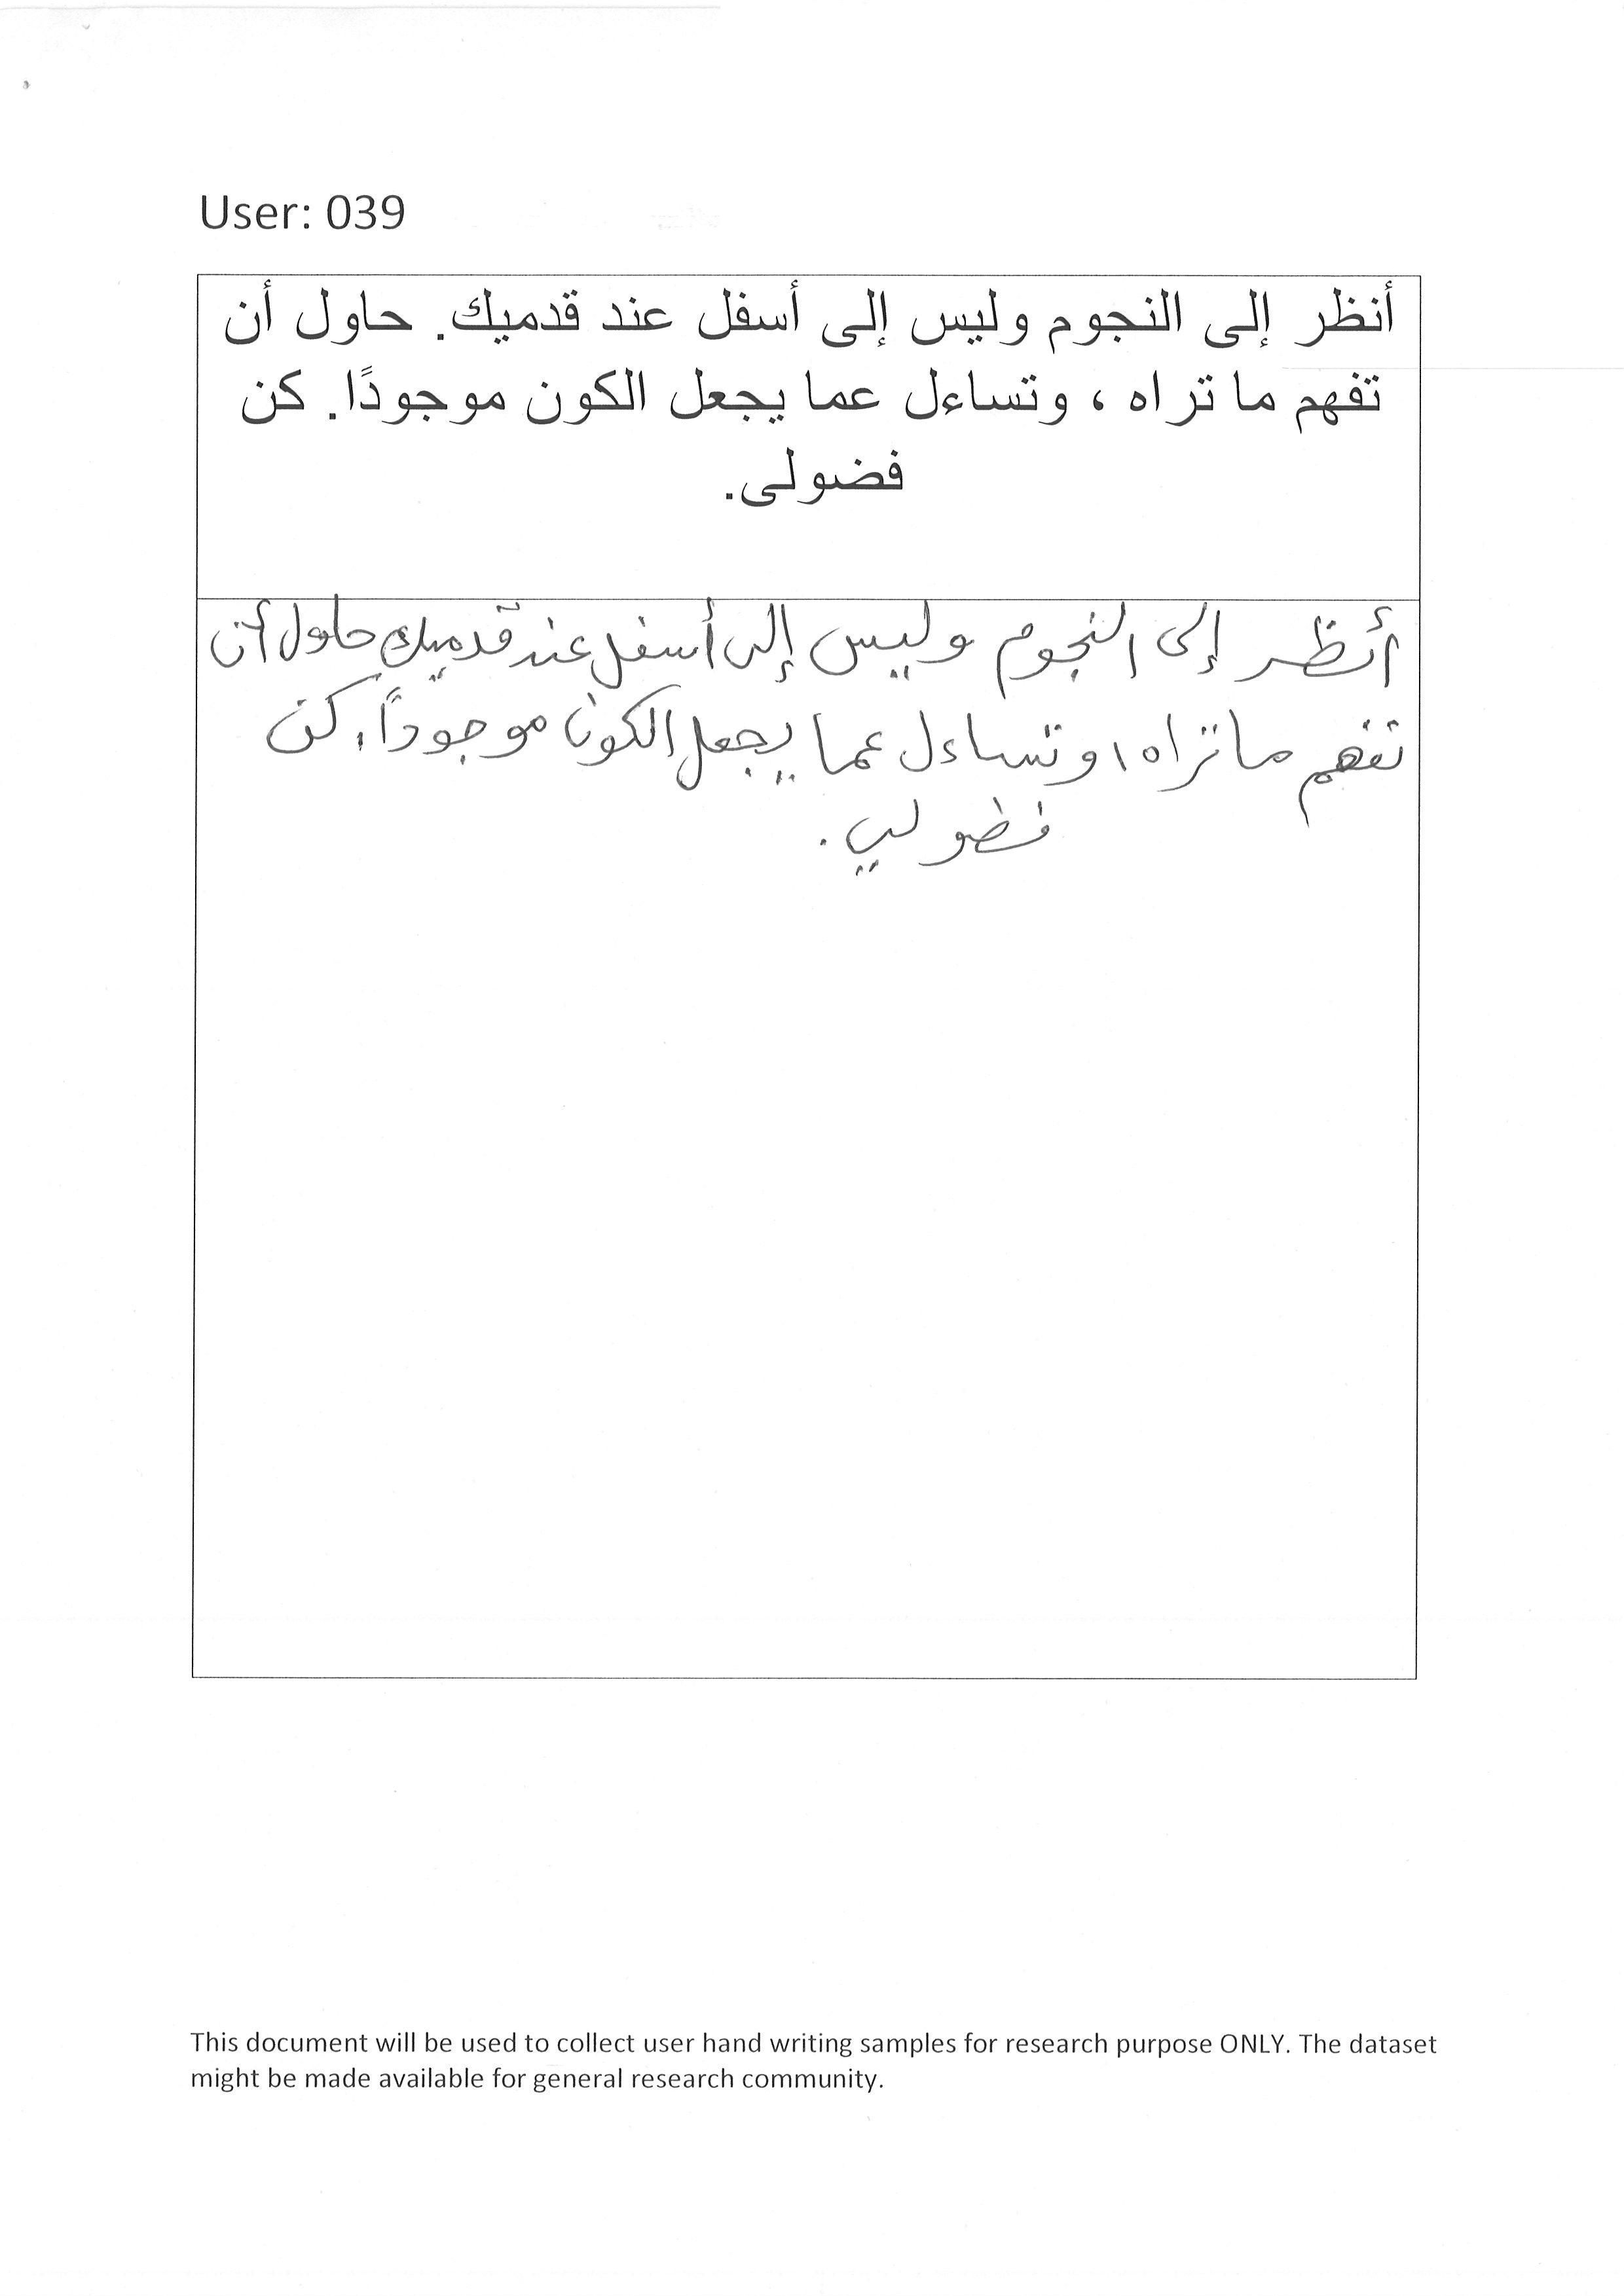 User: 039
أنظر إلى النجوم وليس إلى أسفل عند قدميك. حاول أن
تفهم ما تراه ، وتساءل عما يجعل الكون موجودًا. كن
فضولى.
أنظر إلى النجوم وليس إلى أسفل عند قدميك حاول أن
تفهم ما تراه، وتساءل عما يجعل الكون موجودًا. كن
فظولي.
This document will be used to collect user hand writing samples for research purpose ONLY. The dataset
might be made available for general research community.